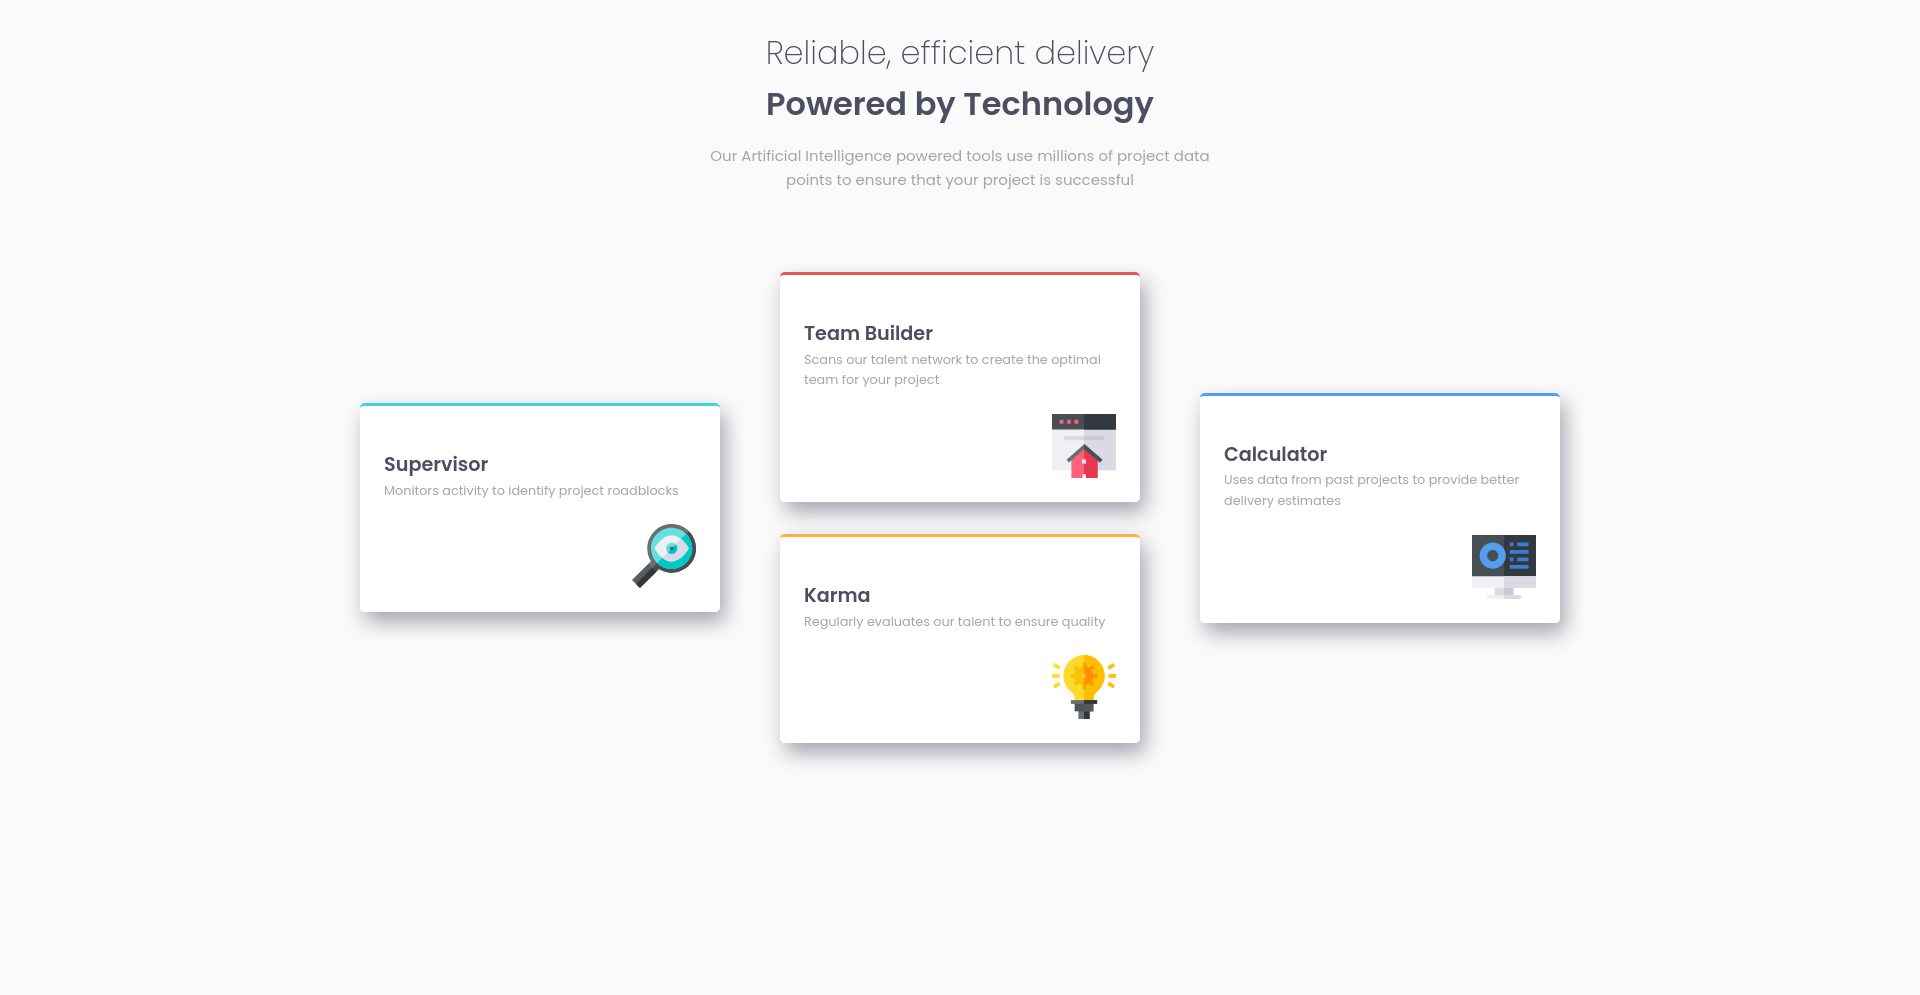 Reliable, efficient delivery
Powered by Technology
Our Artificial Intelligence powered tools use millions of project data
points to ensure that your project is successful
Supervisor
Monitors activity to identify project roadblocks
Team Builder
Scans our talent network to create the optimal
team for your project
Karma
Regularly evaluates our talent to ensure quality
Calculator
Uses data from past projects to provide better
delivery estimates